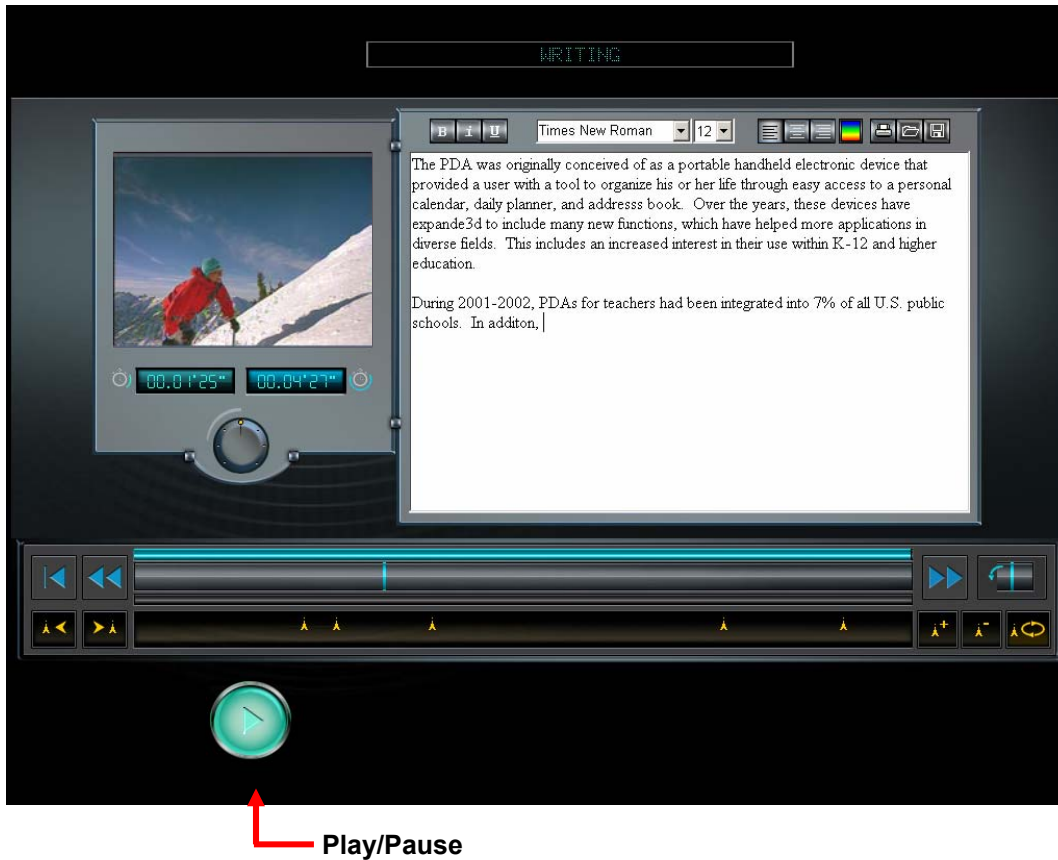 WRITING
B i U Times New Roman 12
The PDA was originally conceived of as a portable handheld electronic device that
provided a user with a tool to organize his or her life through easy access to a personal
calendar, daily planner, and addresss book. Over the years, these devices have
expande3d to include many new functions, which have helped more applications in
diverse fields. This includes an increased interest in their use within K-12 and higher
education.
During 2001-2002, PDAs for teachers had been integrated into 7% of all U.S. public
schools. In additon,
00.01'25" 00.04'27"
Play/Pause